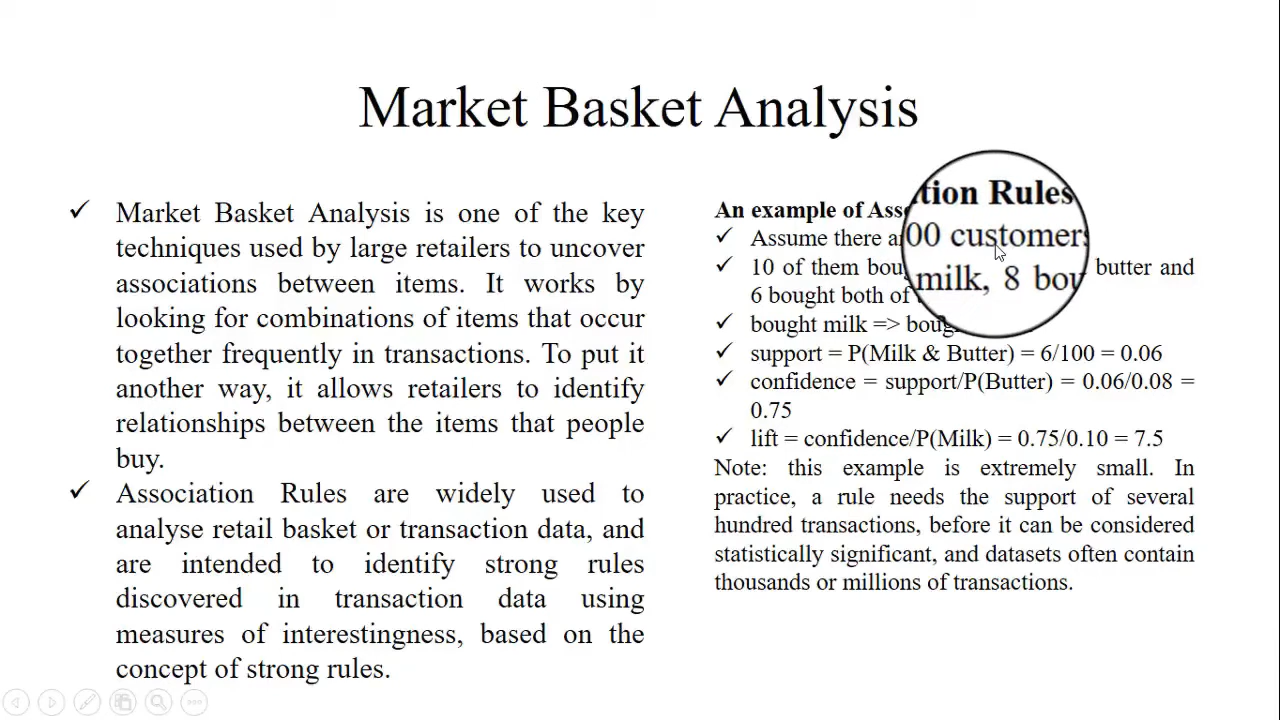 Market Basket Analysis
Market Basket Analysis is one of the key
techniques used by large retailers to uncover
associations between items. It works by
looking for combinations of items that occur
together frequently in transactions. To put it
another way, it allows retailers to identify
relationships between the items that people
buy.
Association Rules are widely used to
analyse retail basket or transaction data, and
are intended to identify strong rules
discovered in transaction data using
measures of interestingness, based on the
concept of strong rules.
An example of Ass tion Rules
Assume there 00 customers
10 of them milk, 8 butter and
6 bought both of
bought milk =>
support = P(Milk & Butter) = 6/100 = 0.06
confidence = support/P(Butter) = 0.06/0.08 =
0.75
lift = confidence/P(Milk) = 0.75/0.10 = 7.5
Note: this example is extremely small. In
practice, a rule needs the support of several
hundred transactions, before it can be considered
statistically significant, and datasets often contain
thousands or millions of transactions.